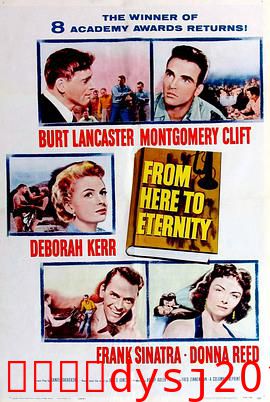 THE WINNER OF
8 ACADEMY AWARDS RETURNS!
BURT LANCASTER MONTGOMERY CLIFT
FROM
HERE TO
ETERNITY
DEBORAH KERR
FRANK SINATRA · DONNA REED
dysj20